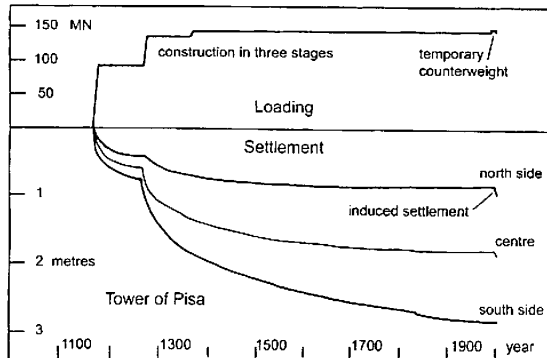 150 MN
100
50
construction in three stages
temporary
counterweight
Loading
Settlement
north side
1
induced settlement
centre
2 metres
Tower of Pisa
south side
3
1100 1300 1500 1700 1900 year